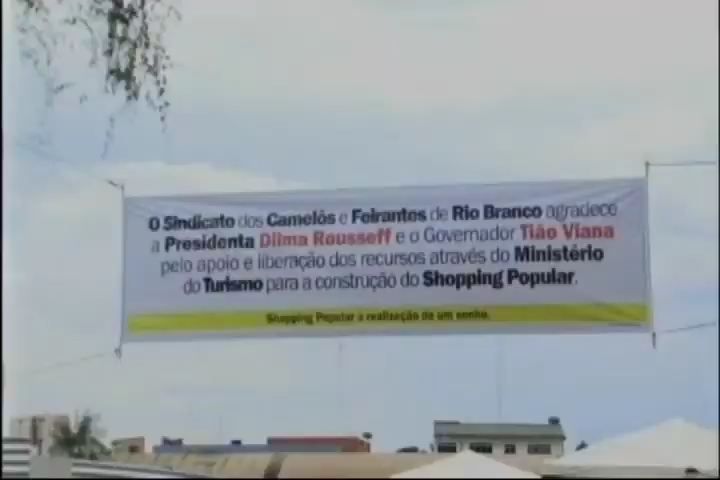 O Sindicato dos Camelôs e Feirantes de Rio Branco agradece
a Presidenta Dilma Rousseff e o Governador Tião Viana
pelo apoio e liberação dos recursos através do Ministério
do Turismo para a construção do Shopping Popular.
Shopping Popular a realização de um sonho.